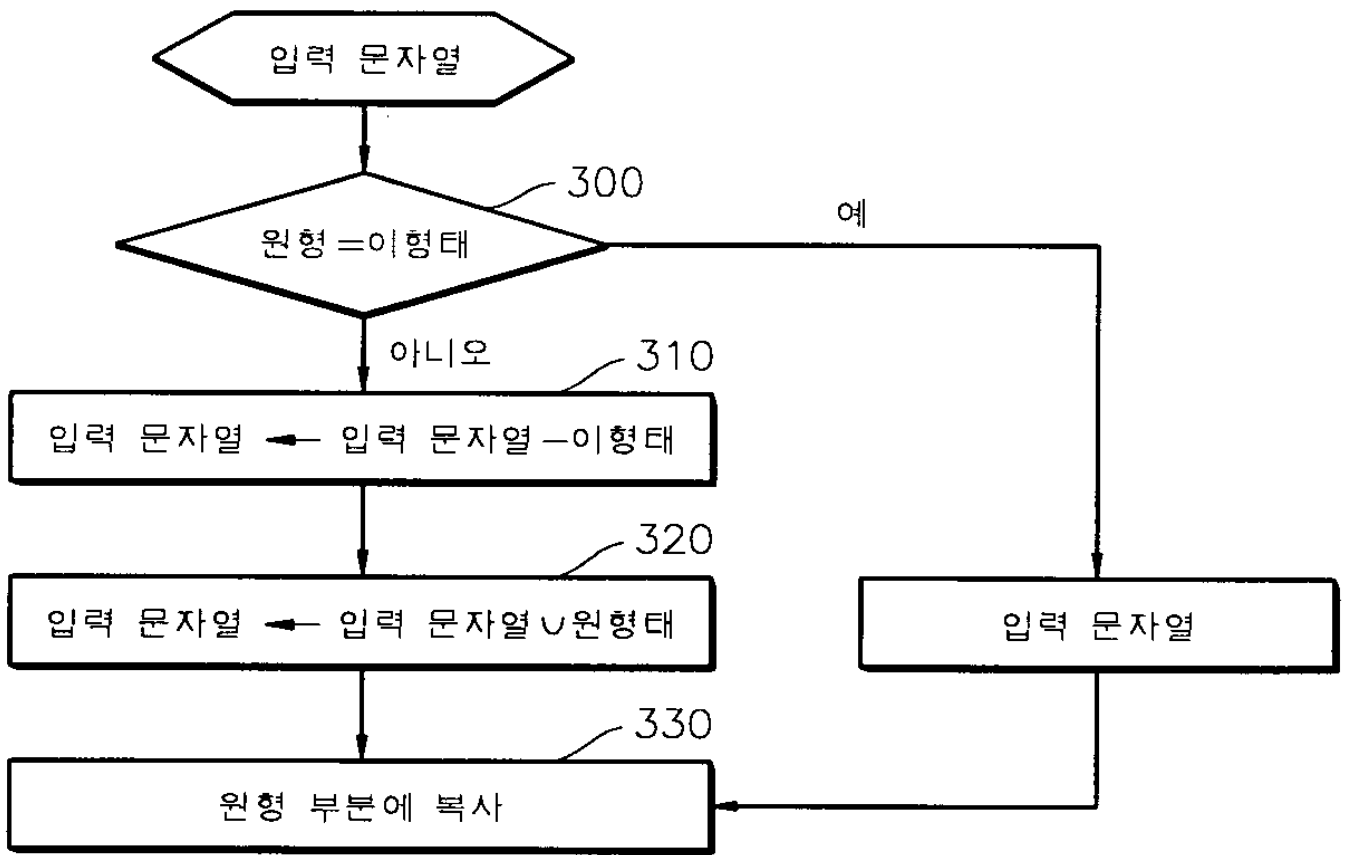 입력 문자열
300
원형=이형태
예
아니오
310
입력 문자열 ← 입력 문자열-이형태
320
입력 문자열 ← 입력 문자열∪원형태
입력 문자열
330
원형 부분에 복사